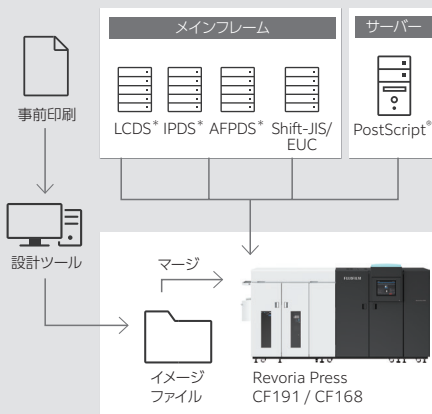 メインフレーム
サーバー
事前印刷
LCDS* IPDS* AFPDS* Shift-JIS/
EUC
PostScript®
設計ツール
マージ
FUJIFILM
イメージ
ファイル
Revoria Press
CF191 / CF168